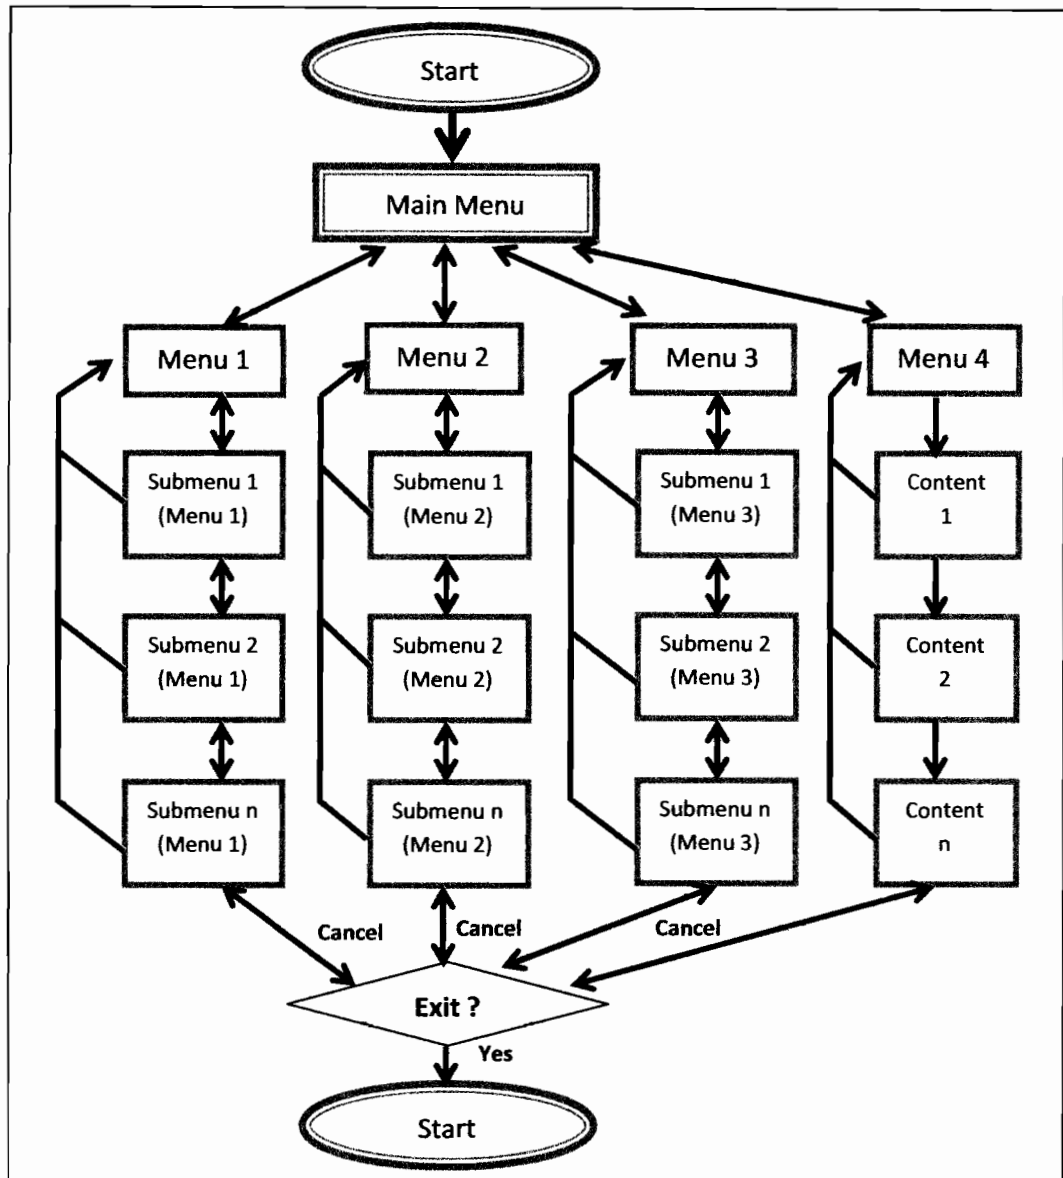 Start
Main Menu
Menu 1
Menu 2
Menu 3
Menu 4
Submenu 1
(Menu 1)
Submenu 1
(Menu 2)
Submenu 1
(Menu 3)
Content
1
Submenu 2
(Menu 1)
Submenu 2
(Menu 2)
Submenu 2
(Menu 3)
Content
2
Submenu n
(Menu 1)
Submenu n
(Menu 2)
Submenu n
(Menu 3)
Content
n
Cancel
Cancel
Cancel
Exit ?
Yes
Start